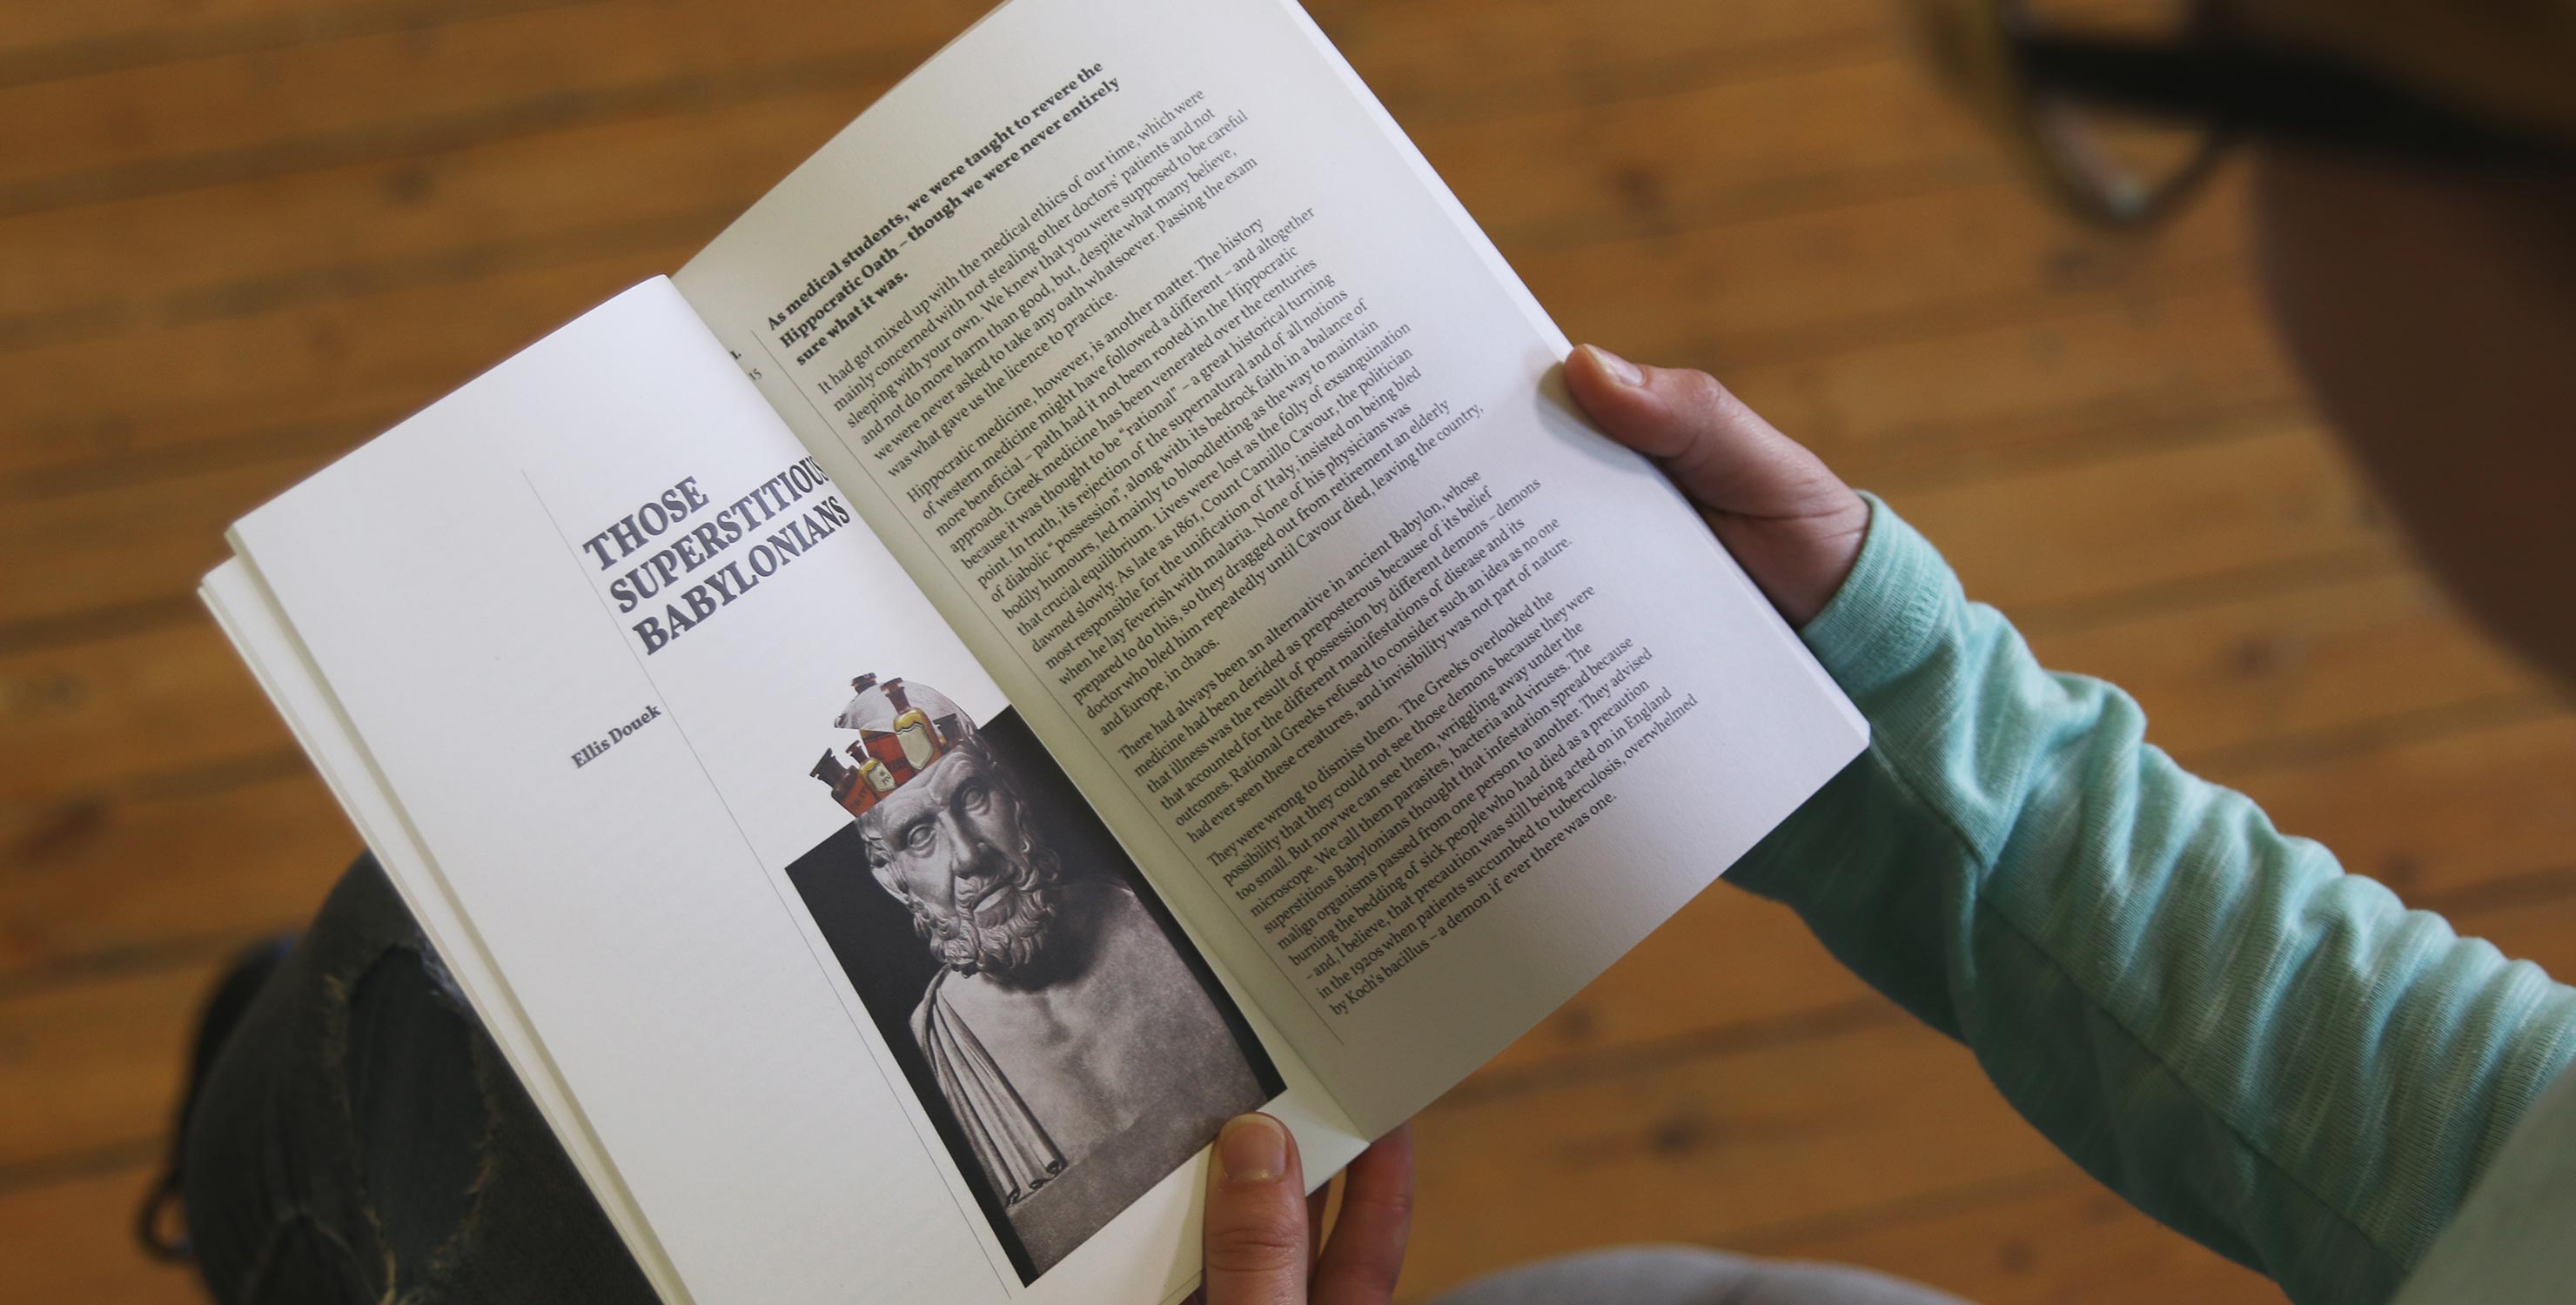 THOSE
SUPERSTITIOUS
BABYLONIANS
Ellis Douek
15
As medical students, we were taught to revere the
Hippocratic Oath – though we were never entirely
sure what it was.
It had got mixed up with the medical ethics of our time, which were
mainly concerned with not stealing other doctors' patients and not
sleeping with your own. We knew that you were supposed to be careful
and not do more harm than good, but, despite what many believe,
we were never asked to take any oath whatsoever. Passing the exam
was what gave us the licence to practice.
Hippocratic medicine, however, is another matter. The history
of western medicine might have followed a different – and altogether
more beneficial – path had it not been rooted in the Hippocratic
approach. Greek medicine has been venerated over the centuries
because it was thought to be "rational" – a great historical turning
point. In truth, its rejection of the supernatural and of all notions
of diabolic "possession", along with its bedrock faith in a balance of
bodily humours, led mainly to bloodletting as the way to maintain
that crucial equilibrium. Lives were lost as the folly of exsanguination
dawned slowly. As late as 1861, Count Camillo Cavour, the politician
most responsible for the unification of Italy, insisted on being bled
when he lay feverish with malaria. None of his physicians was
prepared to do this, so they dragged out from retirement an elderly
doctor who bled him repeatedly until Cavour died, leaving the country,
and Europe, in chaos.
There had always been an alternative in ancient Babylon, whose
medicine had been derided as preposterous because of its belief
that illness was the result of possession by different demons – demons
that accounted for the different manifestations of disease and its
outcomes. Rational Greeks refused to consider such an idea as no one
had ever seen these creatures, and invisibility was not part of nature.
They were wrong to dismiss them. The Greeks overlooked the
possibility that they could not see those demons because they were
too small. But now we can see them, wriggling away under the
microscope. We call them parasites, bacteria and viruses. The
superstitious Babylonians thought that infestation spread because
malign organisms passed from one person to another. They advised
burning the bedding of sick people who had died as a precaution
– and, I believe, that precaution was still being acted on in England
in the 1920s when patients succumbed to tuberculosis, overwhelmed
by Koch's bacillus – a demon if ever there was one.